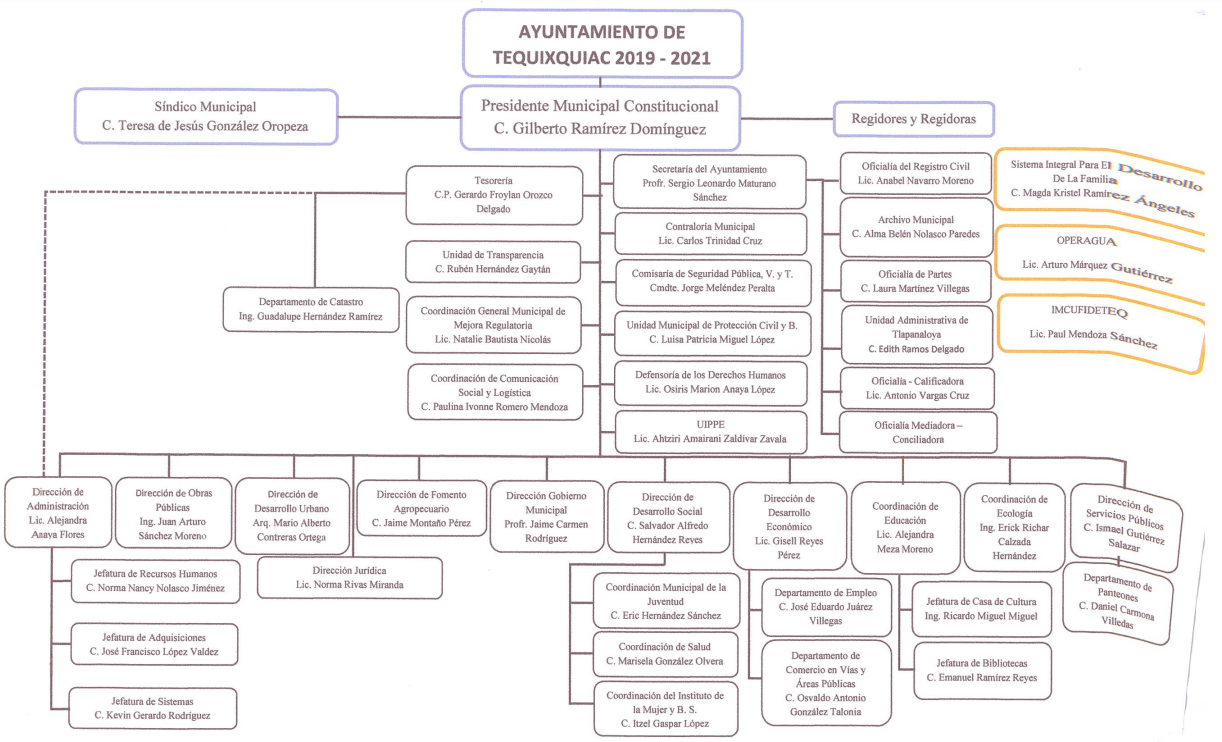 AYUNTAMIENTO DE
TEQUIXQUIAC 2019 - 2021
Síndico Municipal
C. Teresa de Jesús González Oropeza
Presidente Municipal Constitucional
C. Gilberto Ramírez Domínguez
Regidores y Regidoras
Tesorería
C.P. Gerardo Froylan Orozco
Delgado
Departamento de Catastro
Ing. Guadalupe Hernández Ramírez
Unidad de Transparencia
C. Rubén Hernández Gaytán
Coordinación General Municipal de
Mejora Regulatoria
Lic. Natalie Bautista Nicolás
Coordinación de Comunicación
Social y Logística
C. Paulina Ivonne Romero Mendoza
Secretaría del Ayuntamiento
Profr. Sergio Leonardo Maturano
Sánchez
Contraloría Municipal
Lic. Carlos Trinidad Cruz
Comisaría de Seguridad Pública, V. y T.
Cmdte. Jorge Meléndez Peralta
Unidad Municipal de Protección Civil y B.
C. Luisa Patricia Miguel López
Defensoría de los Derechos Humanos
Lic. Osiris Marion Anaya López
UIPPE
Lic. Ahtziri Amairani Zaldívar Zavala
Oficialía del Registro Civil
Lic. Anabel Navarro Moreno
Archivo Municipal
C. Alma Belén Nolasco Paredes
Oficialía de Partes
C. Laura Martínez Villegas
Unidad Administrativa de
Tlapanaloya
C. Edith Ramos Delgado
Oficialía - Calificadora
Lic. Antonio Vargas Cruz
Oficialía Mediadora –
Conciliadora
Sistema Integral Para El Desarrollo
De La Familia
C. Magda Kristel Ramírez Ángeles
OPERAGUA
Lic. Arturo Márquez Gutiérrez
IMCUFIDETEQ
Lic. Paul Mendoza Sánchez
Dirección de
Administración
Lic. Alejandra
Anaya Flores
Dirección de Obras
Públicas
Ing. Juan Arturo
Sánchez Moreno
Dirección de
Desarrollo Urbano
Arq. Mario Alberto
Contreras Ortega
Dirección de Fomento
Agropecuario
C. Jaime Montaño Pérez
Dirección Gobierno
Municipal
Profr. Jaime Carmen
Rodríguez
Dirección de
Desarrollo Social
C. Salvador Alfredo
Hernández Reyes
Dirección de
Desarrollo
Económico
Lic. Gisell Reyes
Pérez
Coordinación de
Educación
Lic. Alejandra
Meza Moreno
Coordinación de
Ecología
Ing. Erick Richar
Calzada
Hernández
Dirección de
Servicios Públicos
C. Ismael Gutiérrez
Salazar
Dirección Jurídica
Lic. Norma Rivas Miranda
Jefatura de Recursos Humanos
C. Norma Nancy Nolasco Jiménez
Jefatura de Adquisiciones
C. José Francisco López Valdez
Jefatura de Sistemas
C. Kevin Gerardo Rodríguez
Coordinación Municipal de la
Juventud
C. Eric Hernández Sánchez
Coordinación de Salud
C. Marisela González Olvera
Coordinación del Instituto de
la Mujer y B. S.
C. Itzel Gaspar López
Departamento de Empleo
C. José Eduardo Juárez
Villegas
Departamento de
Comercio en Vías y
Áreas Públicas
C. Osvaldo Antonio
González Talonia
Jefatura de Casa de Cultura
Ing. Ricardo Miguel Miguel
Jefatura de Bibliotecas
C. Emanuel Ramírez Reyes
Departamento de
Panteones
C. Daniel Carmona
Villedas